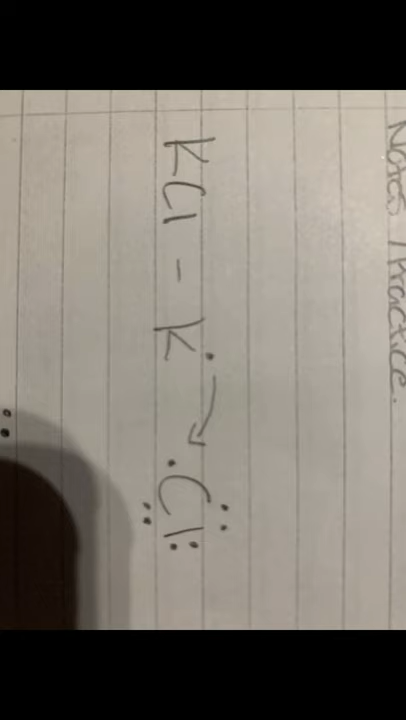 Notes / Practice.
KCl - K· → ·Cl: